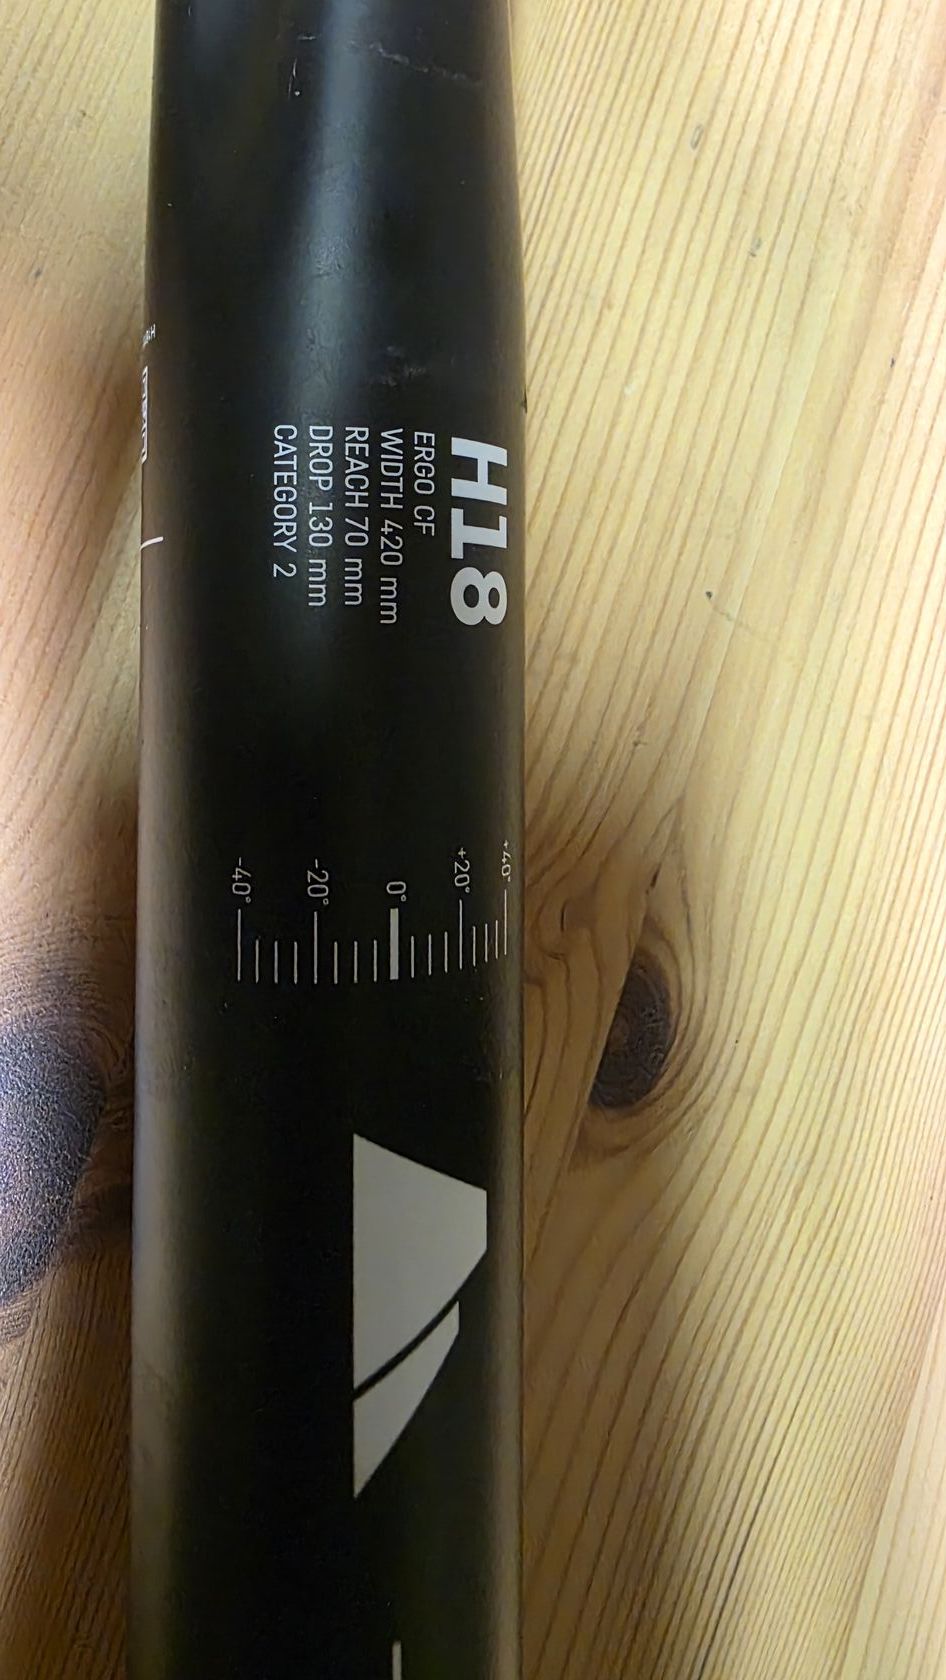 H18
ERGO CF
WIDTH 420 mm
REACH 70 mm
DROP 130 mm
CATEGORY 2
+40°
+20°
0°
-20°
-40°